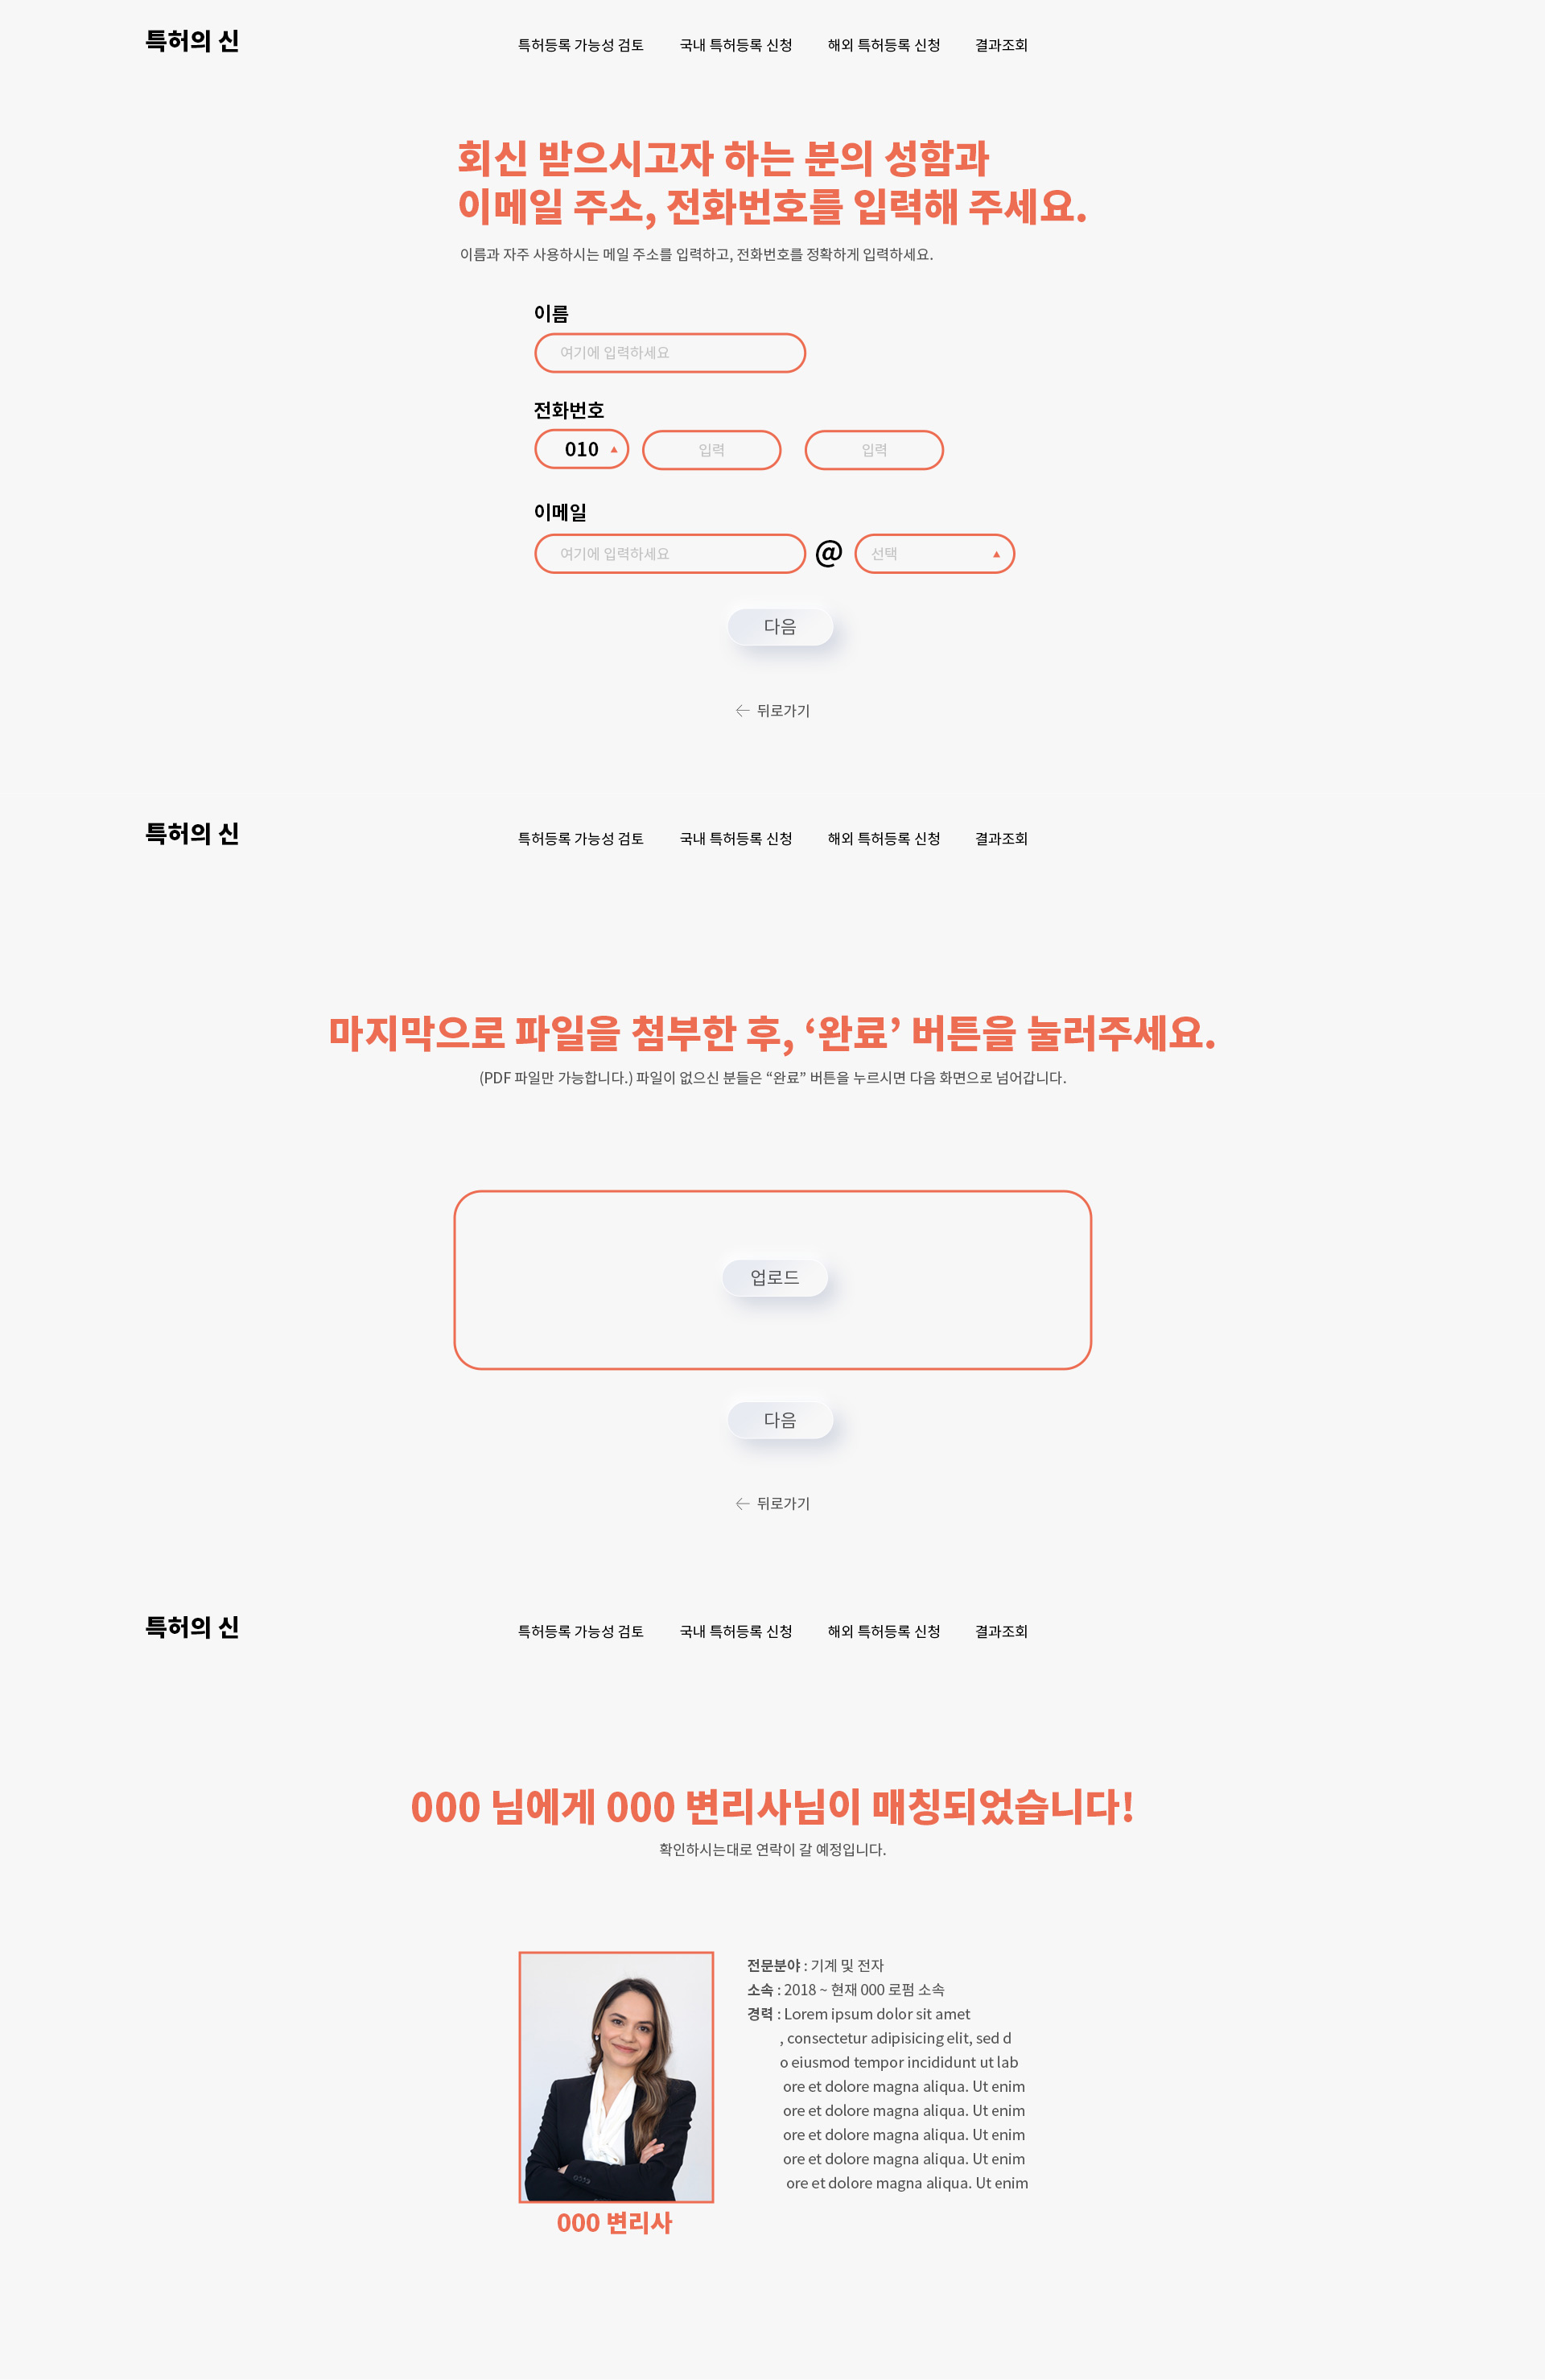 특허의 신
특허등록 가능성 검토 국내 특허등록 신청 해외 특허등록 신청 결과조회
회신 받으시고자 하는 분의 성함과
이메일 주소, 전화번호를 입력해 주세요.
이름과 자주 사용하시는 메일 주소를 입력하고, 전화번호를 정확하게 입력하세요.
이름
여기에 입력하세요
전화번호
010 입력 입력
이메일
여기에 입력하세요 @ 선택
다음
뒤로가기
특허의 신
특허등록 가능성 검토 국내 특허등록 신청 해외 특허등록 신청 결과조회
마지막으로 파일을 첨부한 후, ‘완료’ 버튼을 눌러주세요.
(PDF 파일만 가능합니다.) 파일이 없으신 분들은 “완료” 버튼을 누르시면 다음 화면으로 넘어갑니다.
업로드
다음
뒤로가기
특허의 신
특허등록 가능성 검토 국내 특허등록 신청 해외 특허등록 신청 결과조회
000 님에게 000 변리사님이 매칭되었습니다!
확인하시는대로 연락이 갈 예정입니다.
전문분야 : 기계 및 전자
소속 : 2018 ~ 현재 000 로펌 소속
경력 : Lorem ipsum dolor sit amet
, consectetur adipisicing elit, sed d
o eiusmod tempor incididunt ut lab
ore et dolore magna aliqua. Ut enim
ore et dolore magna aliqua. Ut enim
ore et dolore magna aliqua. Ut enim
ore et dolore magna aliqua. Ut enim
ore et dolore magna aliqua. Ut enim
000 변리사